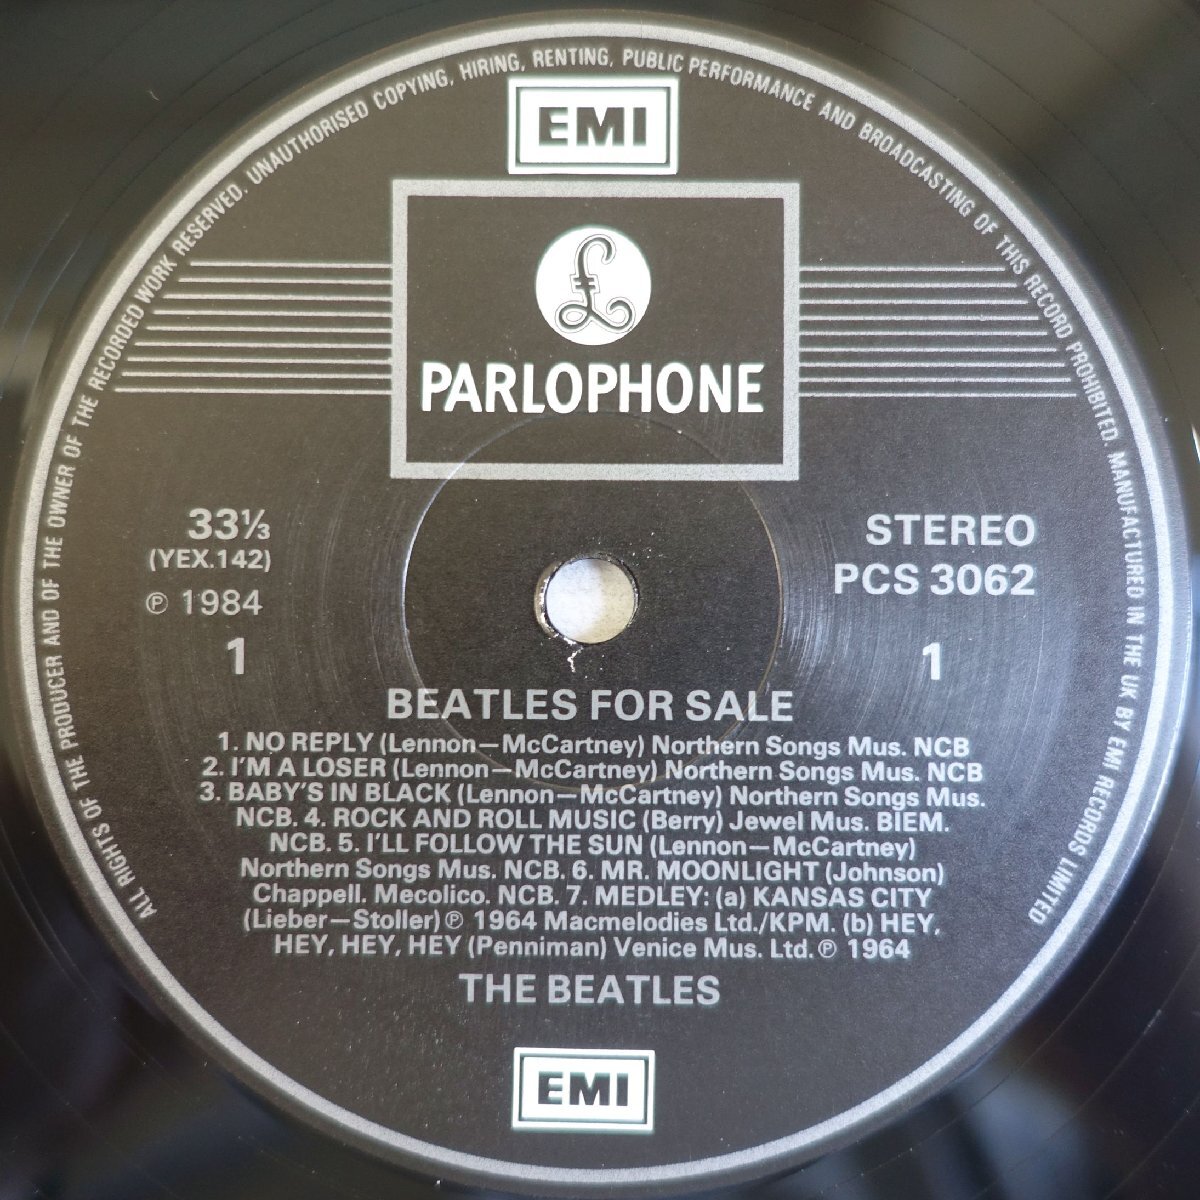 ALL RIGHTS OF THE PRODUCER AND OF THE OWNER OF THE RECORDED WORK RESERVED. UNAUTHORISED COPYING, HIRING, RENTING, PUBLIC PERFORMANCE AND BROADCASTING OF THIS RECORD PROHIBITED. MANUFACTURED IN THE UK BY EMI RECORDS LIMITED
EMI
£
PARLOPHONE
33⅓
(YEX.142)
℗ 1984
1
STEREO
PCS 3062
1
BEATLES FOR SALE
1. NO REPLY (Lennon—McCartney) Northern Songs Mus. NCB
2. I'M A LOSER (Lennon—McCartney) Northern Songs Mus. NCB
3. BABY'S IN BLACK (Lennon—McCartney) Northern Songs Mus.
NCB. 4. ROCK AND ROLL MUSIC (Berry) Jewel Mus. BIEM.
NCB. 5. I'LL FOLLOW THE SUN (Lennon—McCartney)
Northern Songs Mus. NCB. 6. MR. MOONLIGHT (Johnson)
Chappell. Mecolico. NCB. 7. MEDLEY: (a) KANSAS CITY
(Lieber—Stoller) ℗ 1964 Macmelodies Ltd./KPM. (b) HEY,
HEY, HEY, HEY (Penniman) Venice Mus. Ltd. ℗ 1964
THE BEATLES
EMI